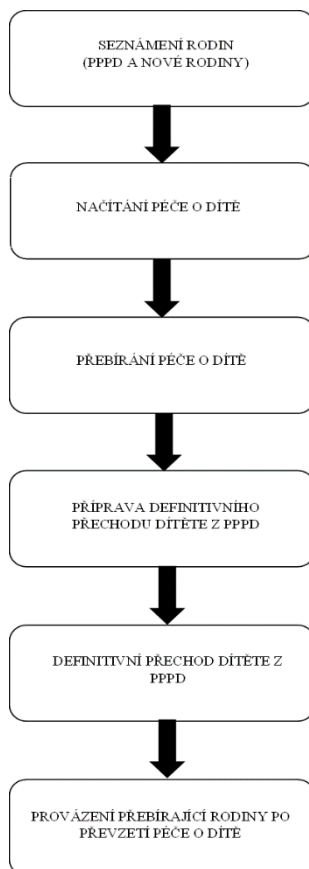 SEZNÁMENÍ RODIN
(PPPD A NOVÉ RODINY)
NAČÍTÁNÍ PÉČE O DÍTĚ
PŘEBÍRÁNÍ PÉČE O DÍTĚ
PŘÍPRAVA DEFINITIVNÍHO
PŘECHODU DÍTĚTE Z PPPD
DEFINITIVNÍ PŘECHOD DÍTĚTE Z
PPPD
PROVÁZENÍ PŘEBÍRAJÍCÍ RODINY PO
PŘEVZETÍ PÉČE O DÍTĚ